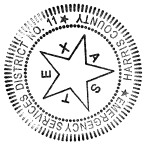 HARRIS COUNTY
★ EMERGENCY SERVICES DISTRICT NO. 11 ★
TEXAS